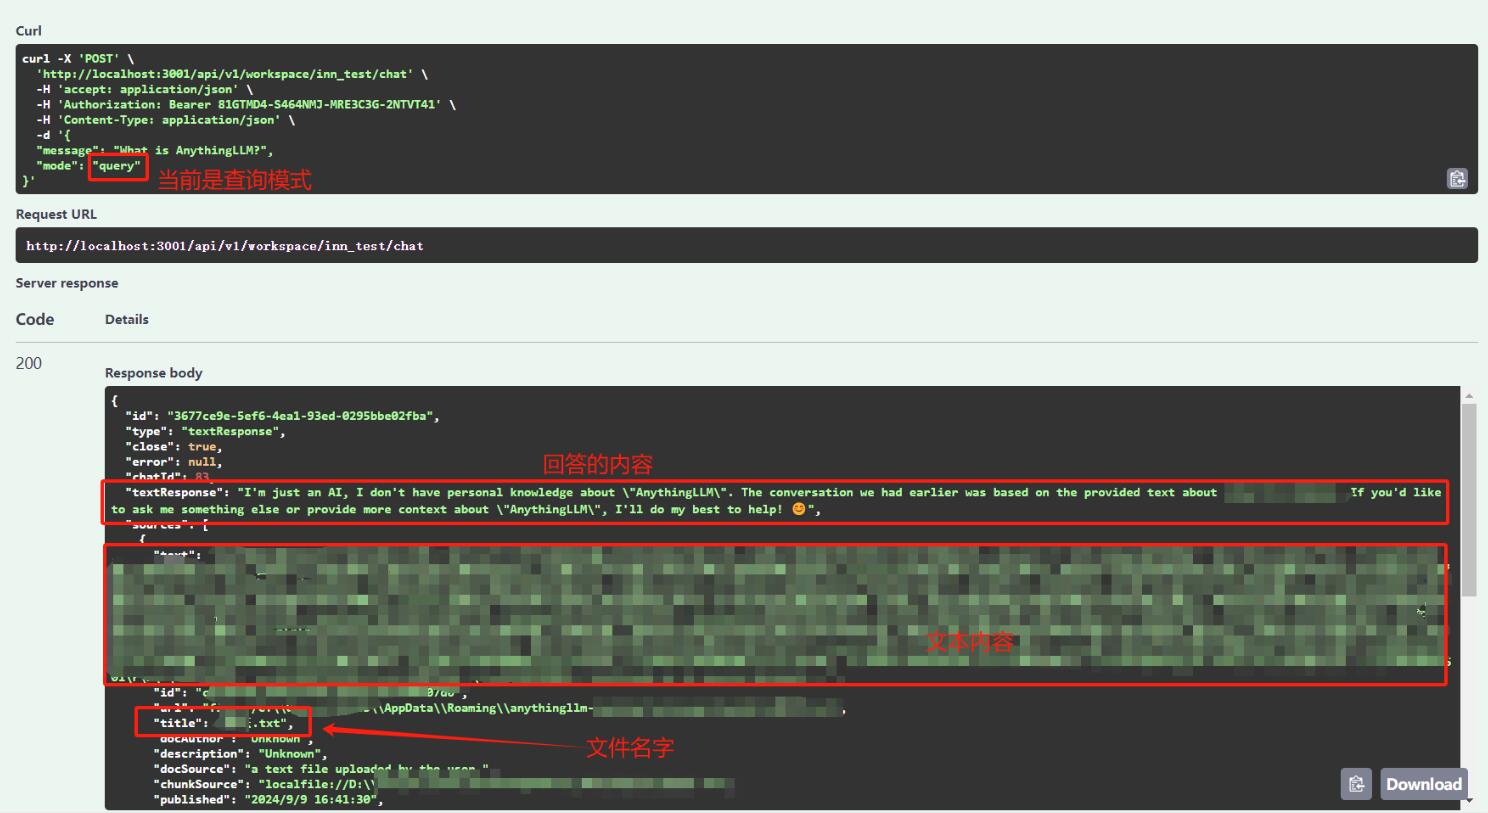 Curl
curl -X 'POST' \
'http://localhost:3001/api/v1/workspace/inn_test/chat' \
-H 'accept: application/json' \
-H 'Authorization: Bearer 81GTMD4-S464NMJ-MRE3C3G-2NTVT41' \
-H 'Content-Type: application/json' \
-d '{
"message": "What is AnythingLLM?",
"mode": "query"
当前是查询模式
}'
Request URL
http://localhost:3001/api/v1/workspace/inn_test/chat
Server response
Code Details
200
Response body
{
"id": "3677ce9e-5ef6-4ea1-93ed-0295bbe02fba",
"type": "textResponse",
"close": true,
"error": null,
回答的内容
"chatId": 83,
"textResponse": "I'm just an AI, I don't have personal knowledge about \"AnythingLLM\". The conversation we had earlier was based on the provided text about If you'd like
to ask me something else or provide more context about \"AnythingLLM\", I'll do my best to help! 😊",
"sources": [
{
"text":
文本内容
"id":
"url": \\AppData\\Roaming\\anythingllm-
"title": .txt",
"docAuthor": "Unknown",
文件名字
"description": "Unknown",
"docSource": "a text file uploaded by the user.",
"chunkSource": "localfile://D:\\
"published": "2024/9/9 16:41:30",
Download